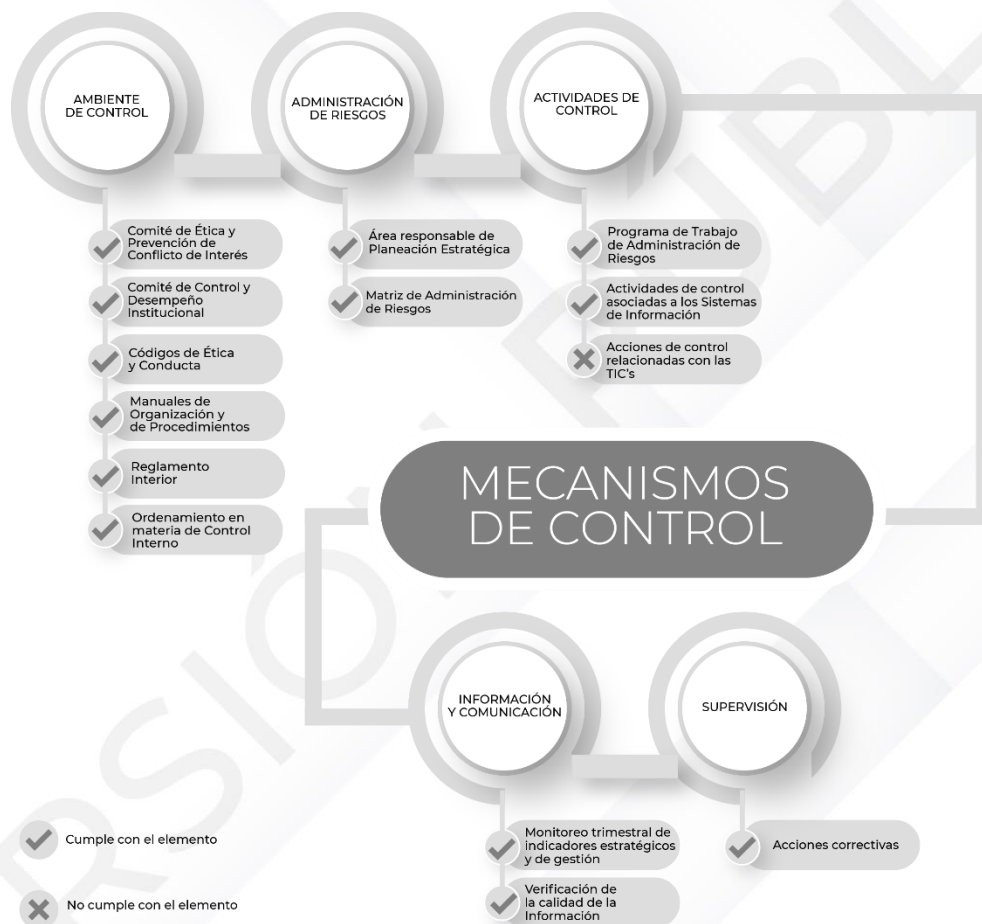 AMBIENTE
DE CONTROL
ADMINISTRACIÓN
DE RIESGOS
ACTIVIDADES DE
CONTROL
Comité de Ética y
Prevención de
Conflicto de Interés
Comité de Control y
Desempeño
Institucional
Códigos de Ética
y Conducta
Manuales de
Organización y
de Procedimientos
Reglamento
Interior
Ordenamiento en
materia de Control
Interno
Área responsable de
Planeación Estratégica
Matriz de Administración
de Riesgos
Programa de Trabajo
de Administración de
Riesgos
Actividades de control
asociadas a los Sistemas
de Información
Acciones de control
relacionadas con las
TIC's
MECANISMOS
DE CONTROL
INFORMACIÓN
Y COMUNICACIÓN
SUPERVISIÓN
Monitoreo trimestral de
indicadores estratégicos
y de gestión
Verificación de
la calidad de la
Información
Acciones correctivas
Cumple con el elemento
No cumple con el elemento